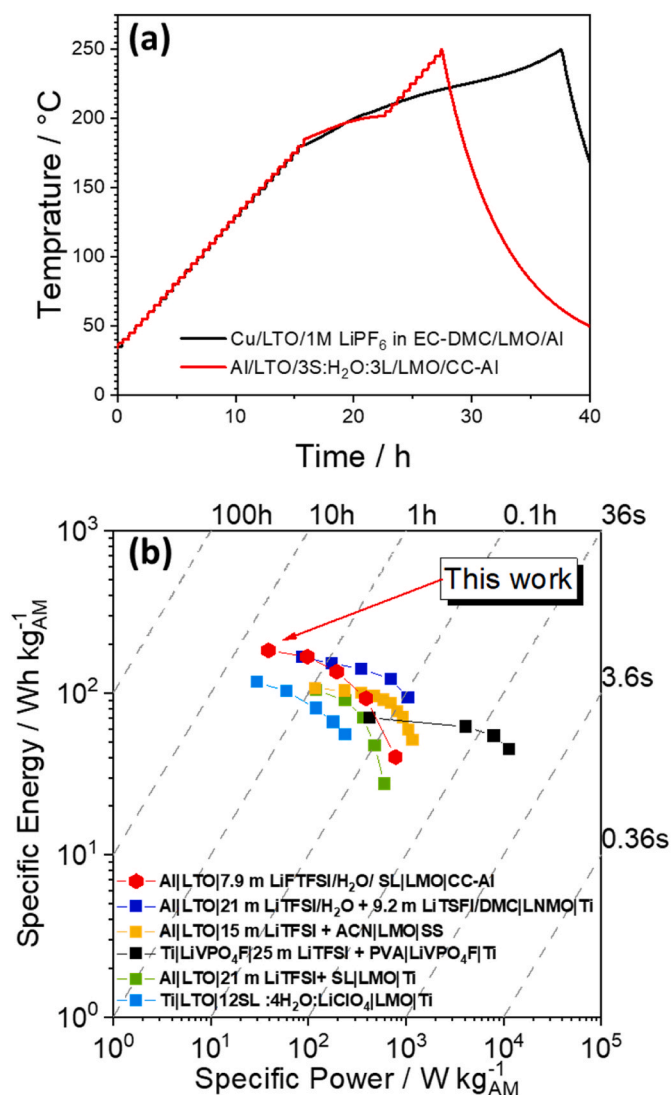 (a)
Temprature / °C
250
200
150
100
50
0
Cu/LTO/1M LiPF₆ in EC-DMC/LMO/Al
Al/LTO/3S:H₂O:3L/LMO/CC-Al
0 10 20 30 40
Time / h
100h 10h 1h 0.1h 36s
(b)
This work
3.6s
0.36s
Specific Energy / Wh kg⁻¹AM
10³
10²
10¹
10⁰
Al|LTO|7.9 m LiFTFSI/H₂O/ SL|LMO|CC-Al
Al|LTO|21 m LiTFSI/H₂O + 9.2 m LiTSFI/DMC|LNMO|Ti
Al|LTO|15 m LiTFSI + ACN|LMO|SS
Ti|LiVPO₄F|25 m LiTFSI + PVA|LiVPO₄F|Ti
Al|LTO|21 m LiTFSI+ SL|LMO|Ti
Ti|LTO|12SL :4H₂O:LiClO₄|LMO|Ti
10⁰ 10¹ 10² 10³ 10⁴ 10⁵
Specific Power / W kg⁻¹AM